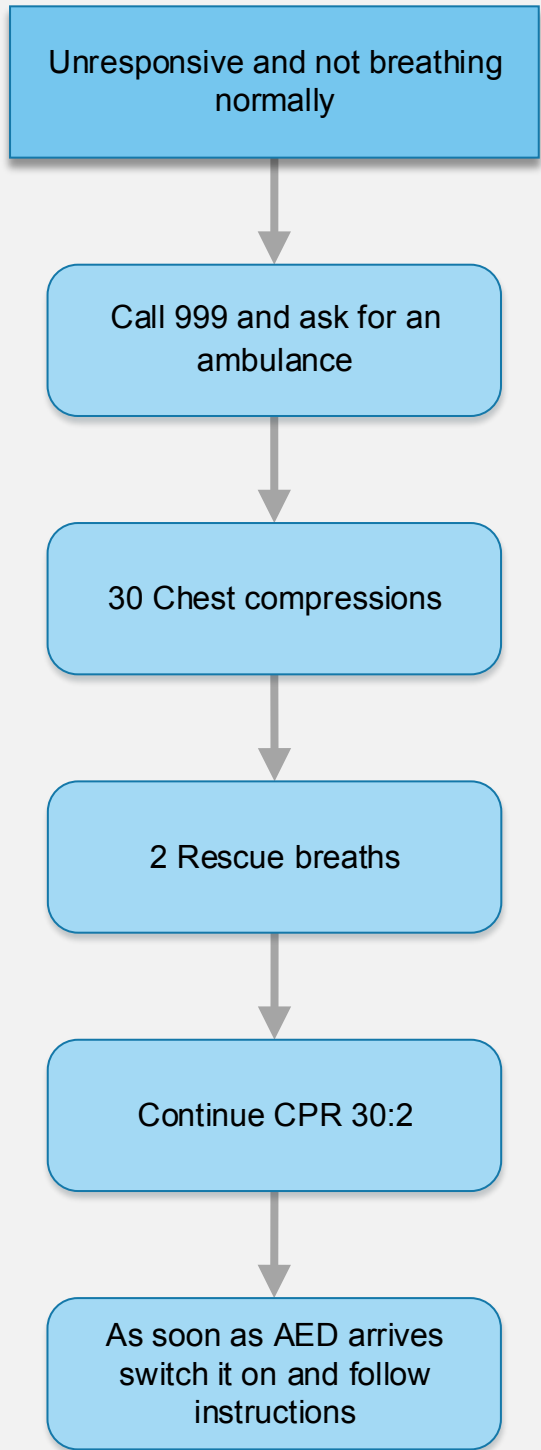 Unresponsive and not breathing
normally
Call 999 and ask for an
ambulance
30 Chest compressions
2 Rescue breaths
Continue CPR 30:2
As soon as AED arrives
switch it on and follow
instructions